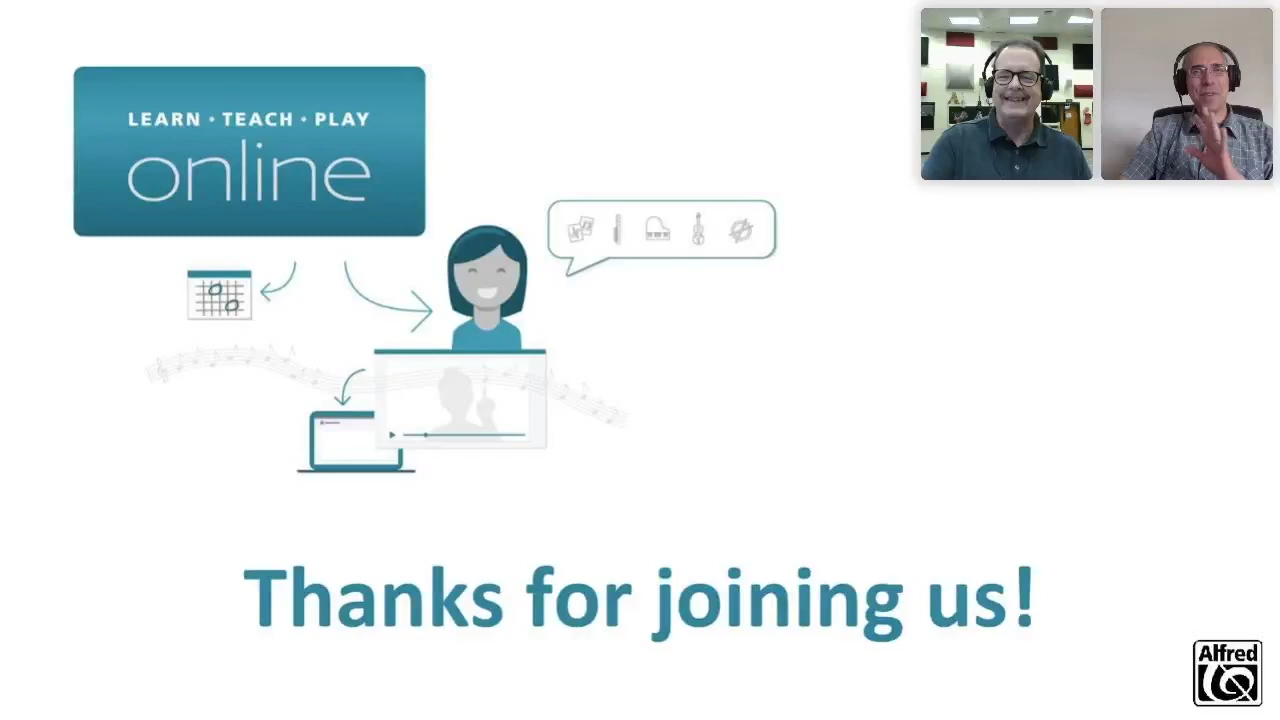 LEARN • TEACH • PLAY
online
Thanks for joining us!
Alfred